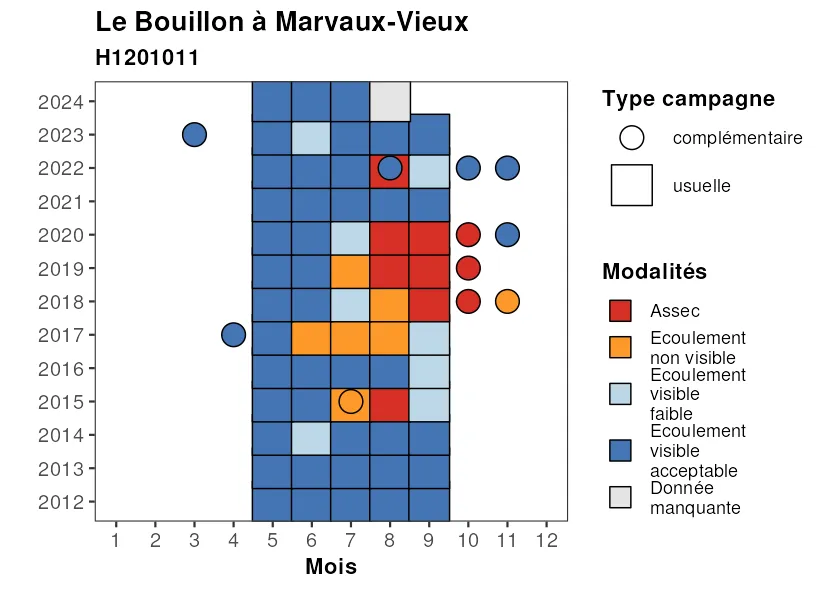 Le Bouillon à Marvaux-Vieux
H1201011
2024
2023
2022
2021
2020
2019
2018
2017
2016
2015
2014
2013
2012
1 2 3 4 5 6 7 8 9 10 11 12
Mois
Type campagne
complémentaire
usuelle
Modalités
Assec
Ecoulement
non visible
Ecoulement
visible
faible
Ecoulement
visible
acceptable
Donnée
manquante